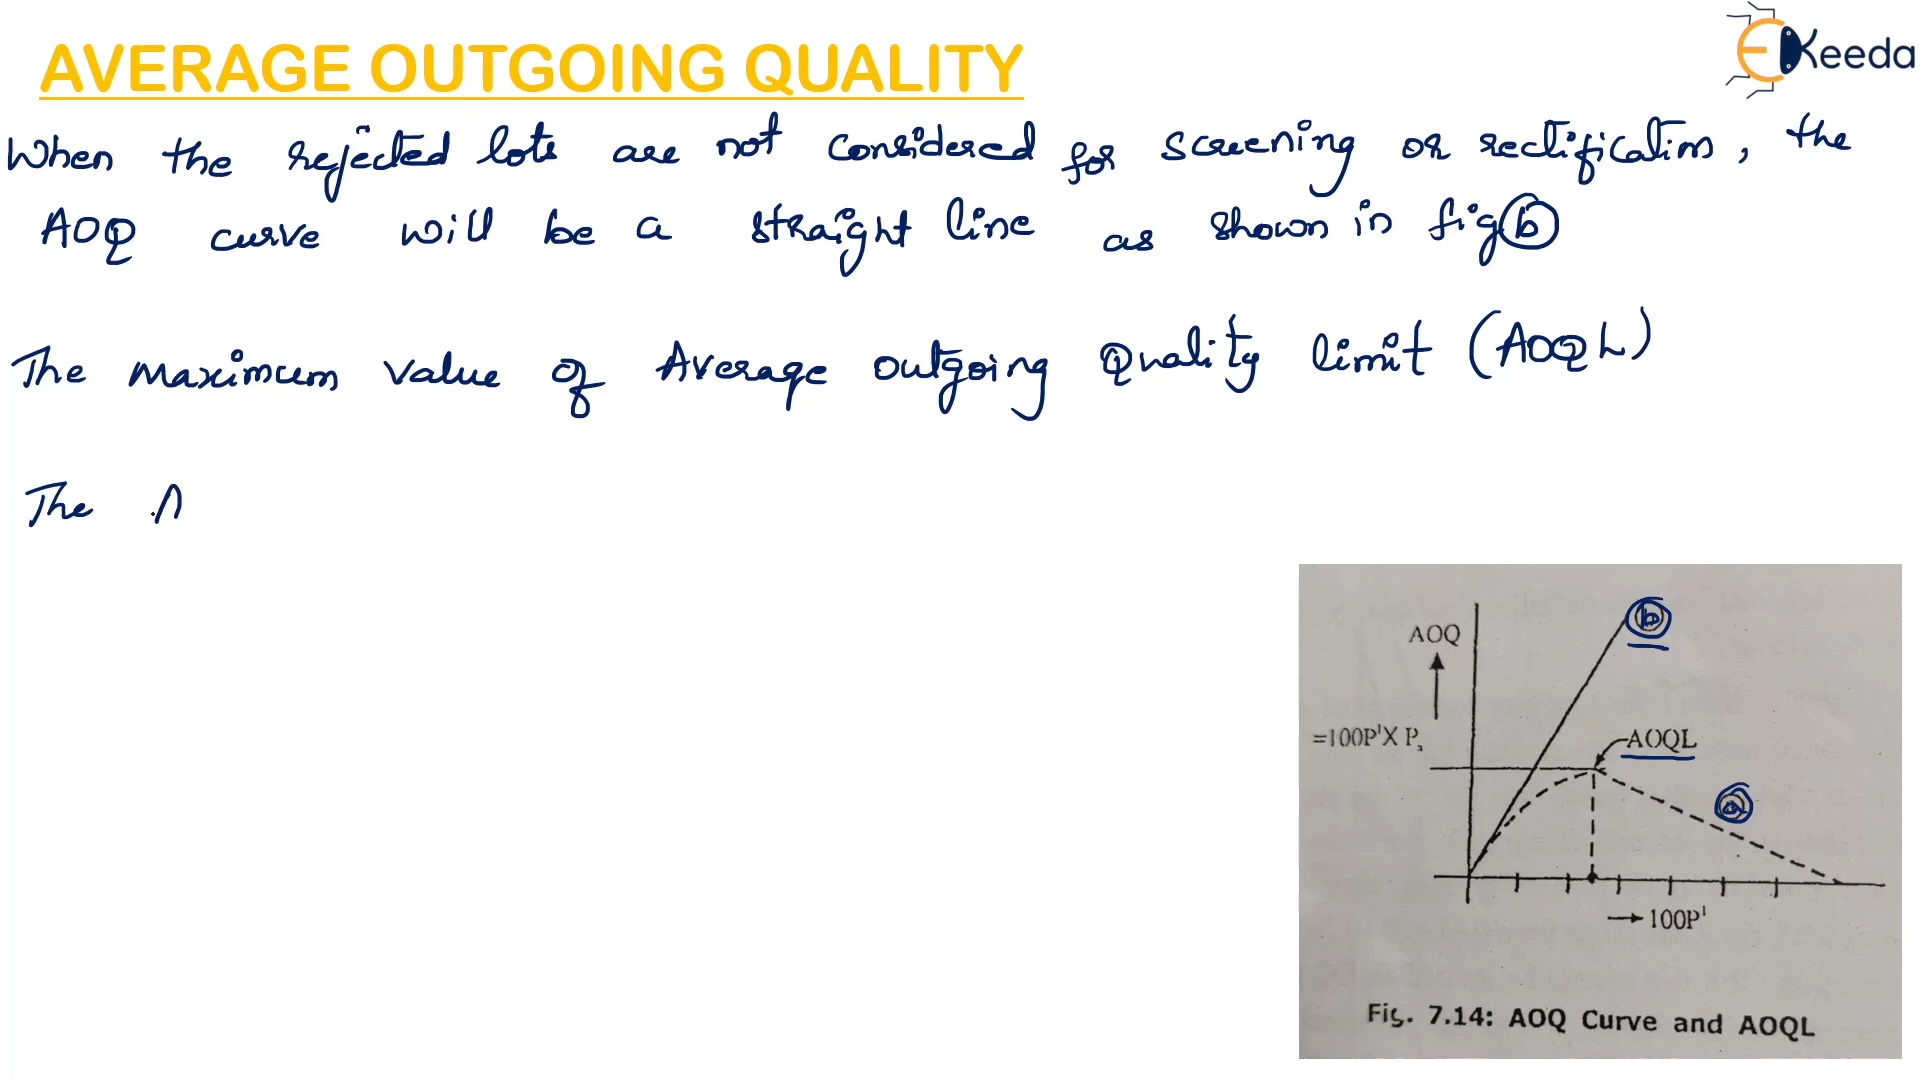 AVERAGE OUTGOING QUALITY
EKeeda
When the rejected lots are not considered for screening or rectification, the
AOQ curve will be a straight line as shown in fig b
The maximum value of Average outgoing Quality limit (AOQL)
The A
b
AOQ
=100P'X Pa
AOQL
a
→100P'
Fig. 7.14: AOQ Curve and AOQL